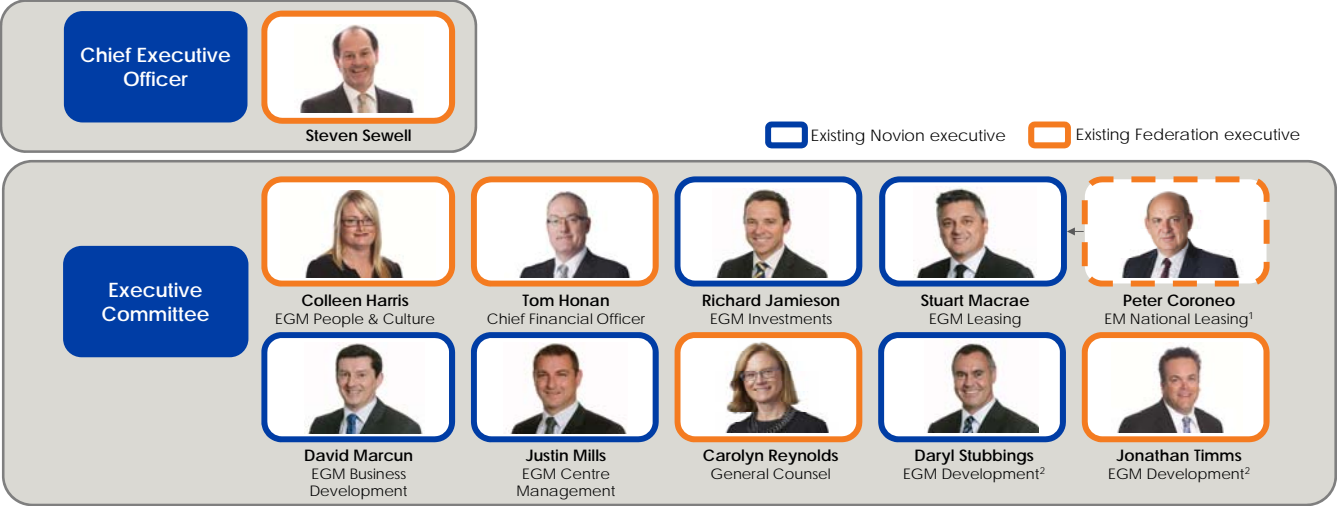 Chief Executive
Officer
Steven Sewell
Existing Novion executive
Existing Federation executive
Executive
Committee
Colleen Harris
EGM People & Culture
Tom Honan
Chief Financial Officer
Richard Jamieson
EGM Investments
Stuart Macrae
EGM Leasing
Peter Coroneo
EM National Leasing¹
David Marcun
EGM Business
Development
Justin Mills
EGM Centre
Management
Carolyn Reynolds
General Counsel
Daryl Stubbings
EGM Development²
Jonathan Timms
EGM Development²